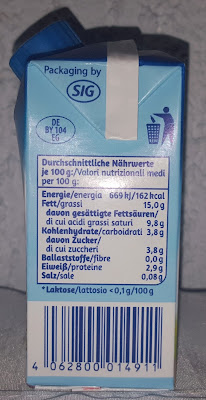 Packaging by
SIG
DE
BY 104
EG
Durchschnittliche Nährwerte
je 100 g:/Valori nutrizionali medi
per 100 g:
Energie/energia 669 kJ/162 kcal
Fett/grassi 15,0 g
davon gesättigte Fettsäuren/
di cui acidi grassi saturi 9,8 g
Kohlenhydrate/carboidrati 3,8 g
davon Zucker/
di cui zuccheri 3,8 g
Ballaststoffe/fibre 0,0 g
Eiweiß/proteine 2,9 g
Salz/sale 0,08 g
*Laktose/lattosio < 0,1 g/100 g
4 062800 014911